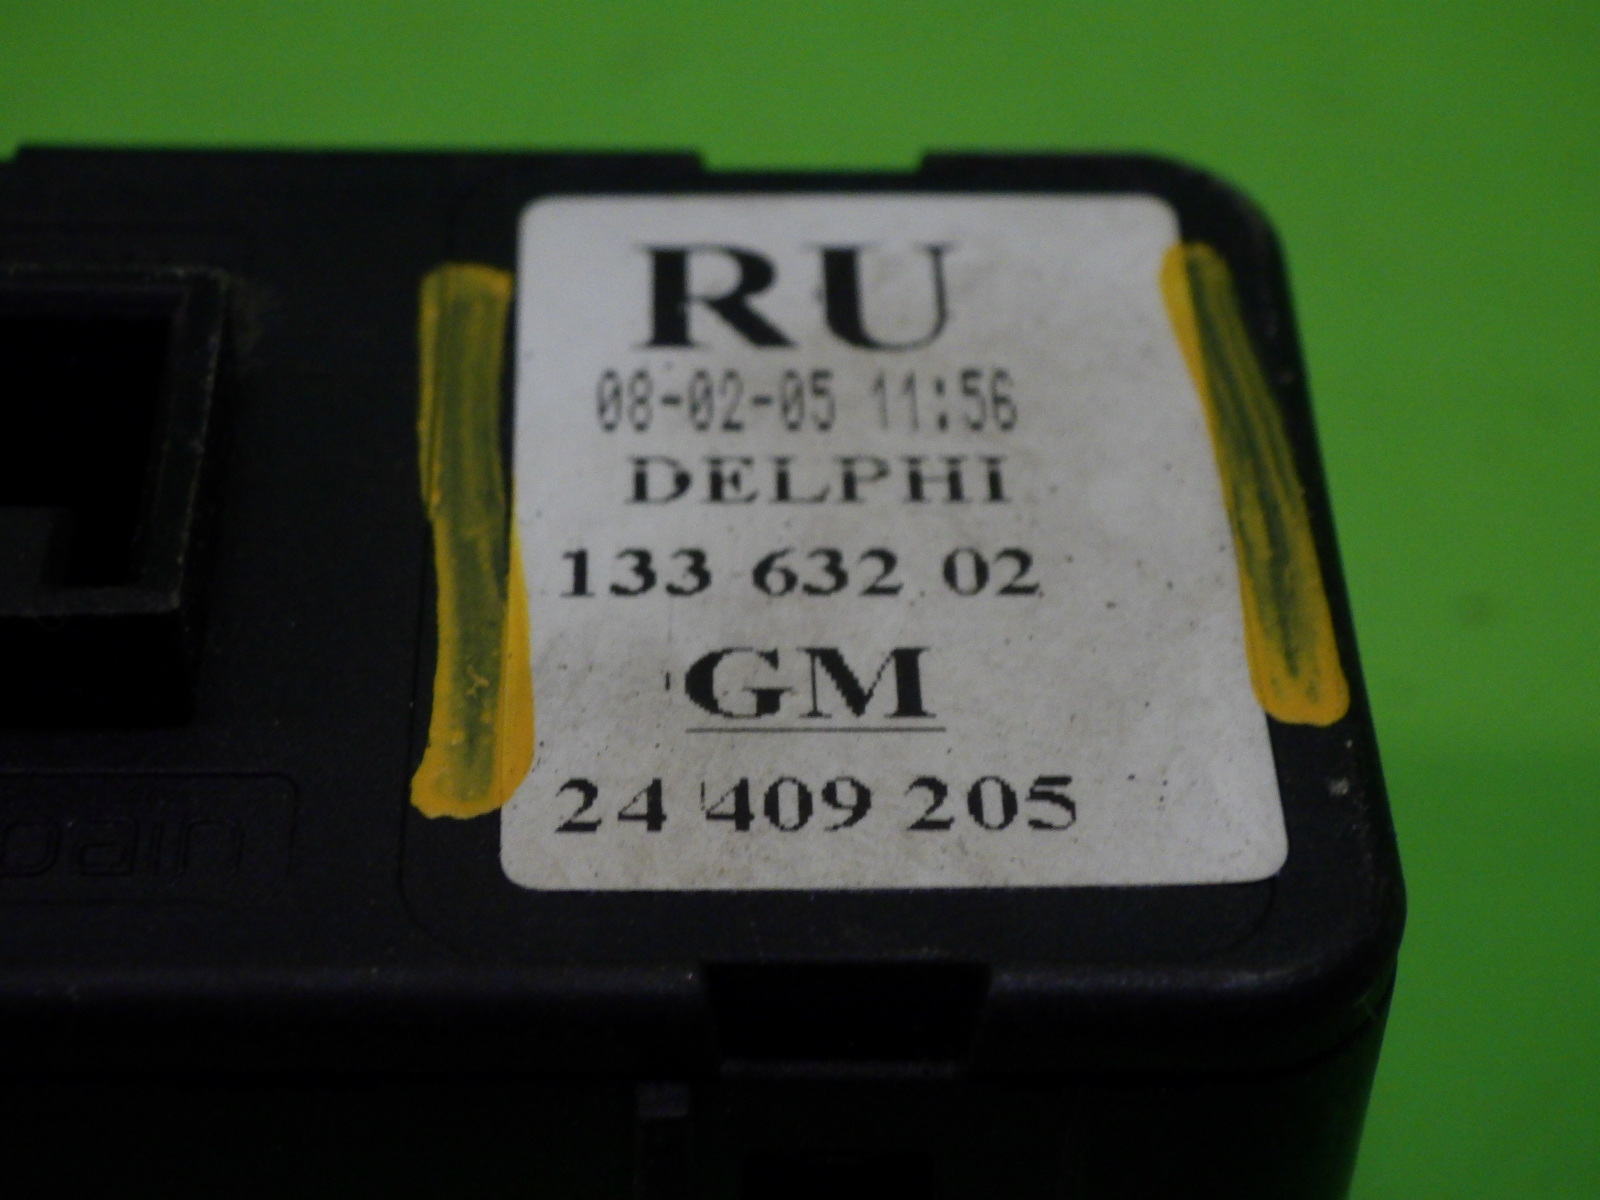 RU
08-02-05 11:56
DELPHI
133 632 02
GM
24 409 205